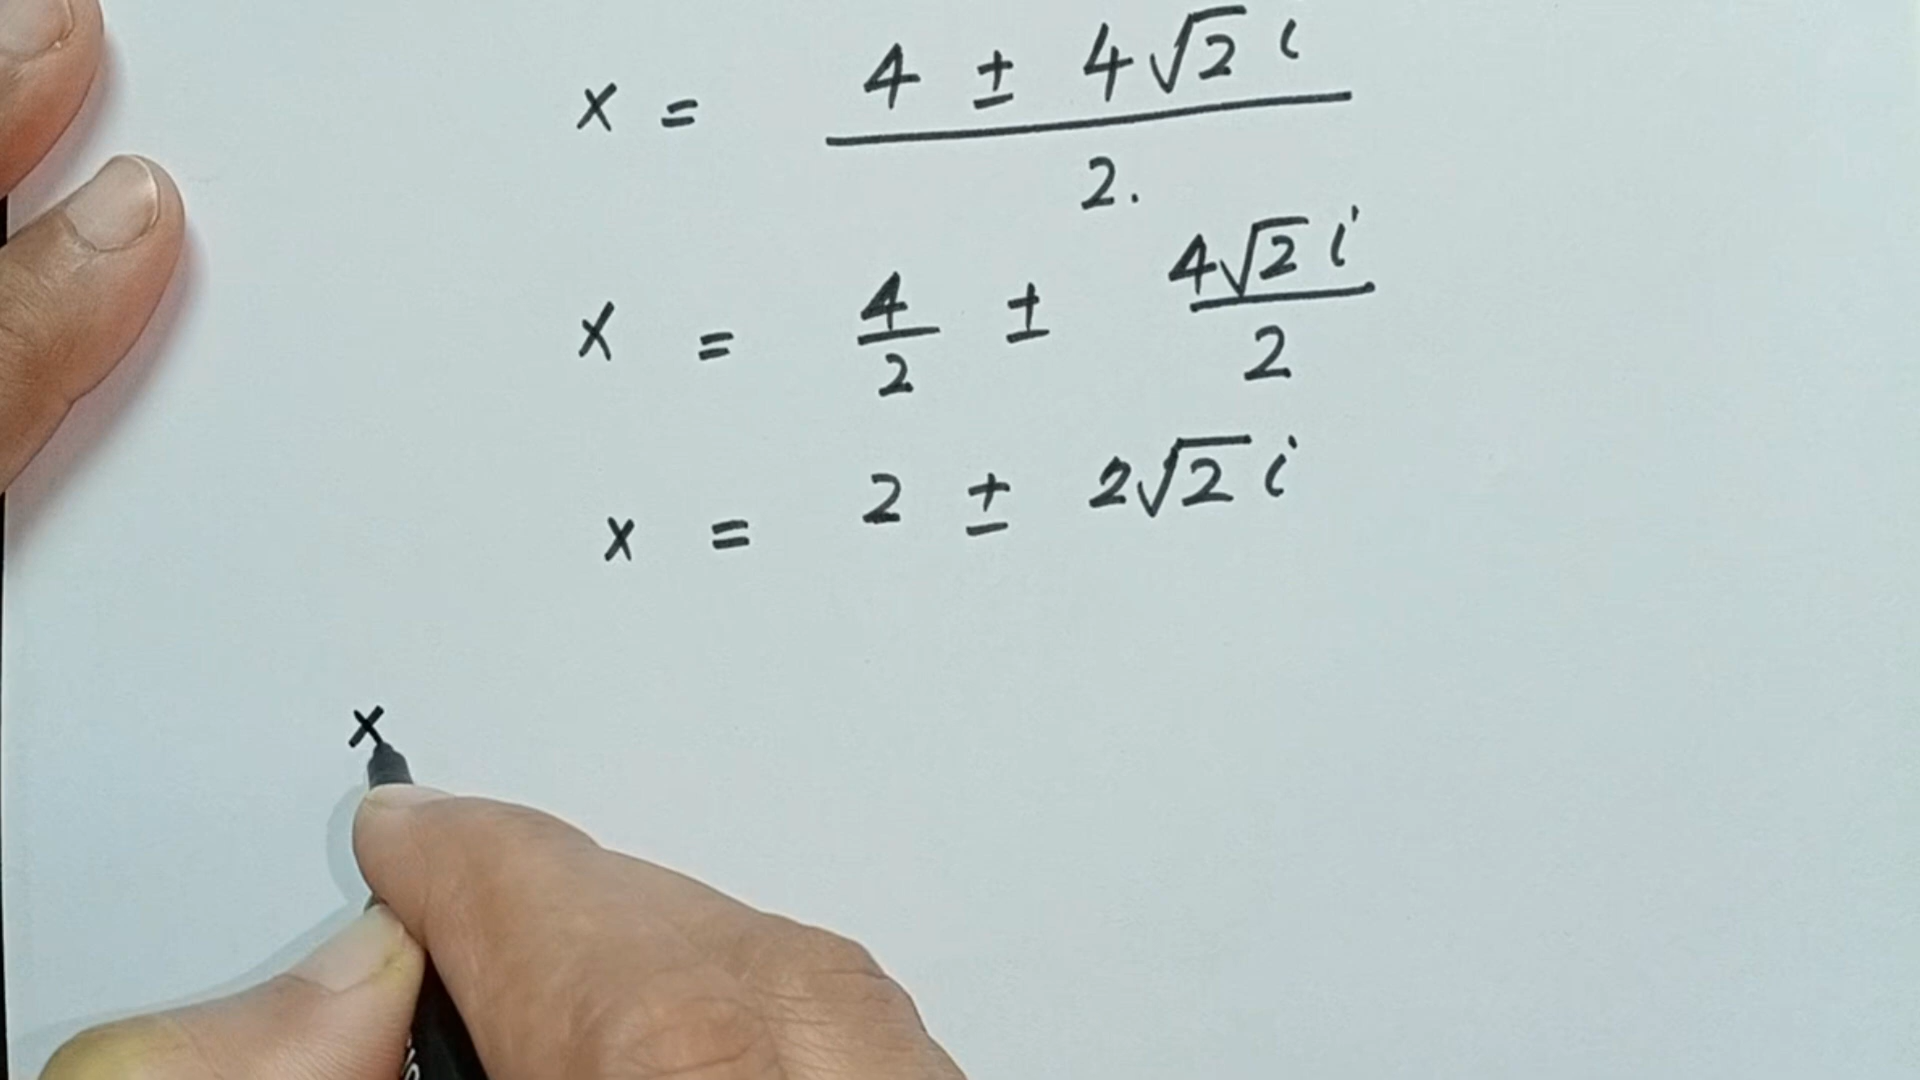 x = 4 ± 4√2 i
2.
x = 4/2 ± 4√2 i/2
x = 2 ± 2√2 i
x